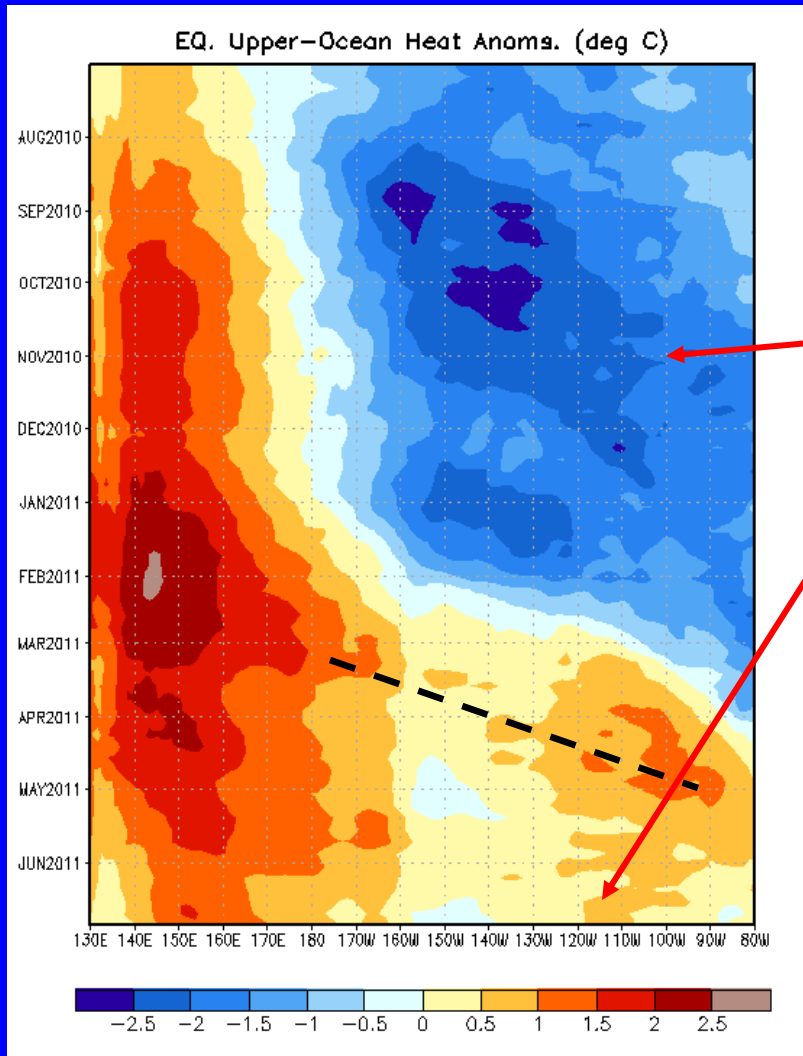 EQ. Upper-Ocean Heat Anoms. (deg C)
AUG2010
SEP2010
OCT2010
NOV2010
DEC2010
JAN2011
FEB2011
MAR2011
APR2011
MAY2011
JUN2011
130E 140E 150E 160E 170E 180 170W 160W 150W 140W 130W 120W 110W 100W 90W 80W
-2.5 -2 -1.5 -1 -0.5 0 0.5 1 1.5 2 2.5